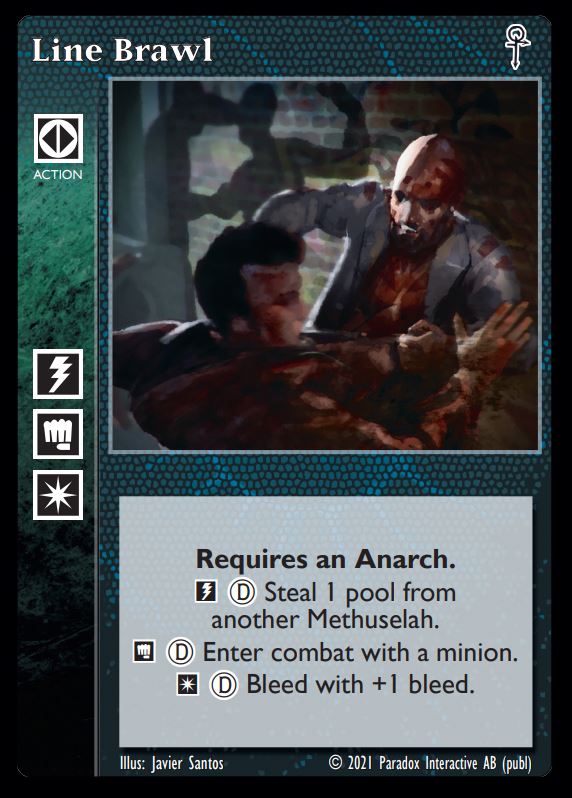 Line Brawl
ACTION
Requires an Anarch.
Ⓓ Steal 1 pool from
another Methuselah.
Ⓓ Enter combat with a minion.
Ⓓ Bleed with +1 bleed.
Illus: Javier Santos © 2021 Paradox Interactive AB (publ)